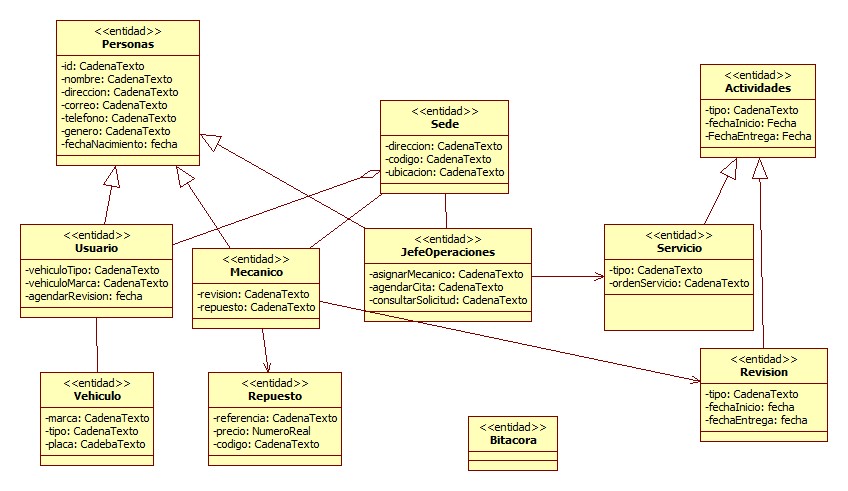 <<entidad>>
Personas
-id: CadenaTexto
-nombre: CadenaTexto
-direccion: CadenaTexto
-correo: CadenaTexto
-telefono: CadenaTexto
-genero: CadenaTexto
-fechaNacimiento: fecha
<<entidad>>
Sede
-direccion: CadenaTexto
-codigo: CadenaTexto
-ubicacion: CadenaTexto
<<entidad>>
Actividades
-tipo: CadenaTexto
-fechaInicio: Fecha
-FechaEntrega: Fecha
<<entidad>>
Usuario
-vehiculoTipo: CadenaTexto
-vehiculoMarca: CadenaTexto
-agendarRevision: fecha
<<entidad>>
Mecanico
-revision: CadenaTexto
-repuesto: CadenaTexto
<<entidad>>
JefeOperaciones
-asignarMecanico: CadenaTexto
-agendarCita: CadenaTexto
-consultarSolicitud: CadenaTexto
<<entidad>>
Servicio
-tipo: CadenaTexto
-ordenServicio: CadenaTexto
<<entidad>>
Vehiculo
-marca: CadenaTexto
-tipo: CadenaTexto
-placa: CadebaTexto
<<entidad>>
Repuesto
-referencia: CadenaTexto
-precio: NumeroReal
-codigo: CadenaTexto
<<entidad>>
Bitacora
<<entidad>>
Revision
-tipo: CadenaTexto
-fechaInicio: fecha
-fechaEntrega: fecha